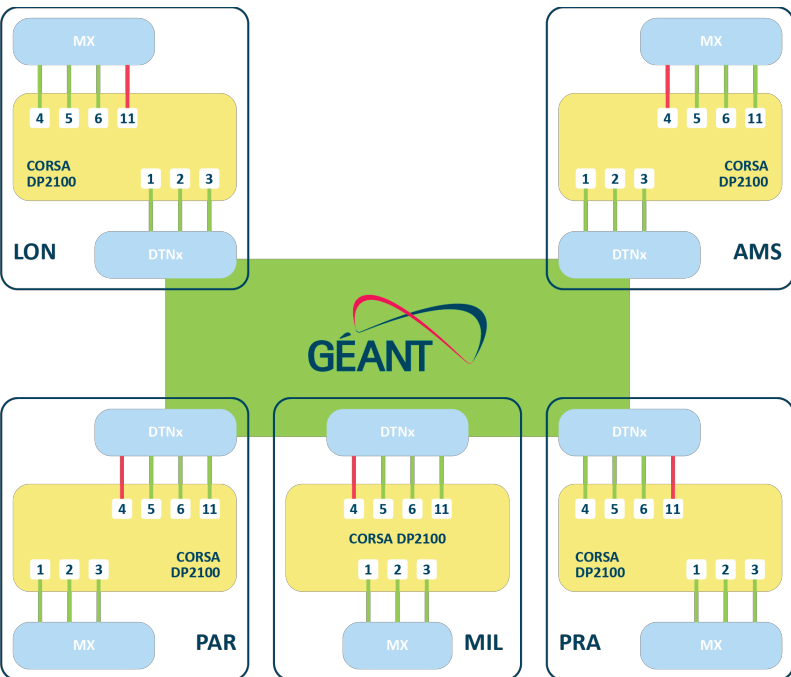 MX
4 5 6 11
CORSA
DP2100
1 2 3
DTNx
LON
MX
4 5 6 11
CORSA
DP2100
1 2 3
DTNx
AMS
GÉANT
DTNx
4 5 6 11
CORSA
DP2100
1 2 3
MX
PAR
DTNx
4 5 6 11
CORSA DP2100
1 2 3
MX
MIL
DTNx
4 5 6 11
CORSA
DP2100
1 2 3
MX
PRA